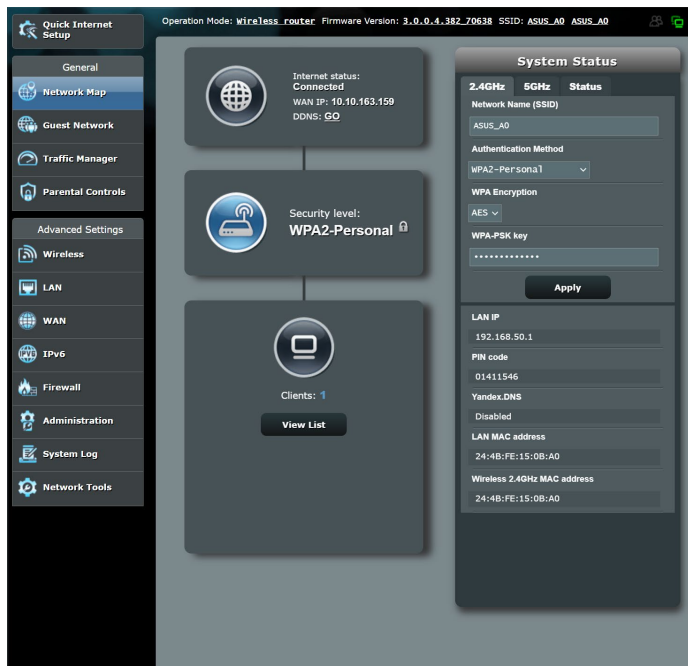 Quick Internet
Setup
Operation Mode: Wireless router Firmware Version: 3.0.0.4.382_70638 SSID: ASUS_A0 ASUS_A0
General
Network Map
Guest Network
Traffic Manager
Parental Controls
Advanced Settings
Wireless
LAN
WAN
IPv6
Firewall
Administration
System Log
Network Tools
Internet status:
Connected
WAN IP: 10.10.163.159
DDNS: GO
Security level:
WPA2-Personal
Clients: 1
View List
System Status
2.4GHz 5GHz Status
Network Name (SSID)
ASUS_A0
Authentication Method
WPA2-Personal
WPA Encryption
AES
WPA-PSK key
•••••••••••••
Apply
LAN IP
192.168.50.1
PIN code
01411546
Yandex.DNS
Disabled
LAN MAC address
24:4B:FE:15:0B:A0
Wireless 2.4GHz MAC address
24:4B:FE:15:0B:A0